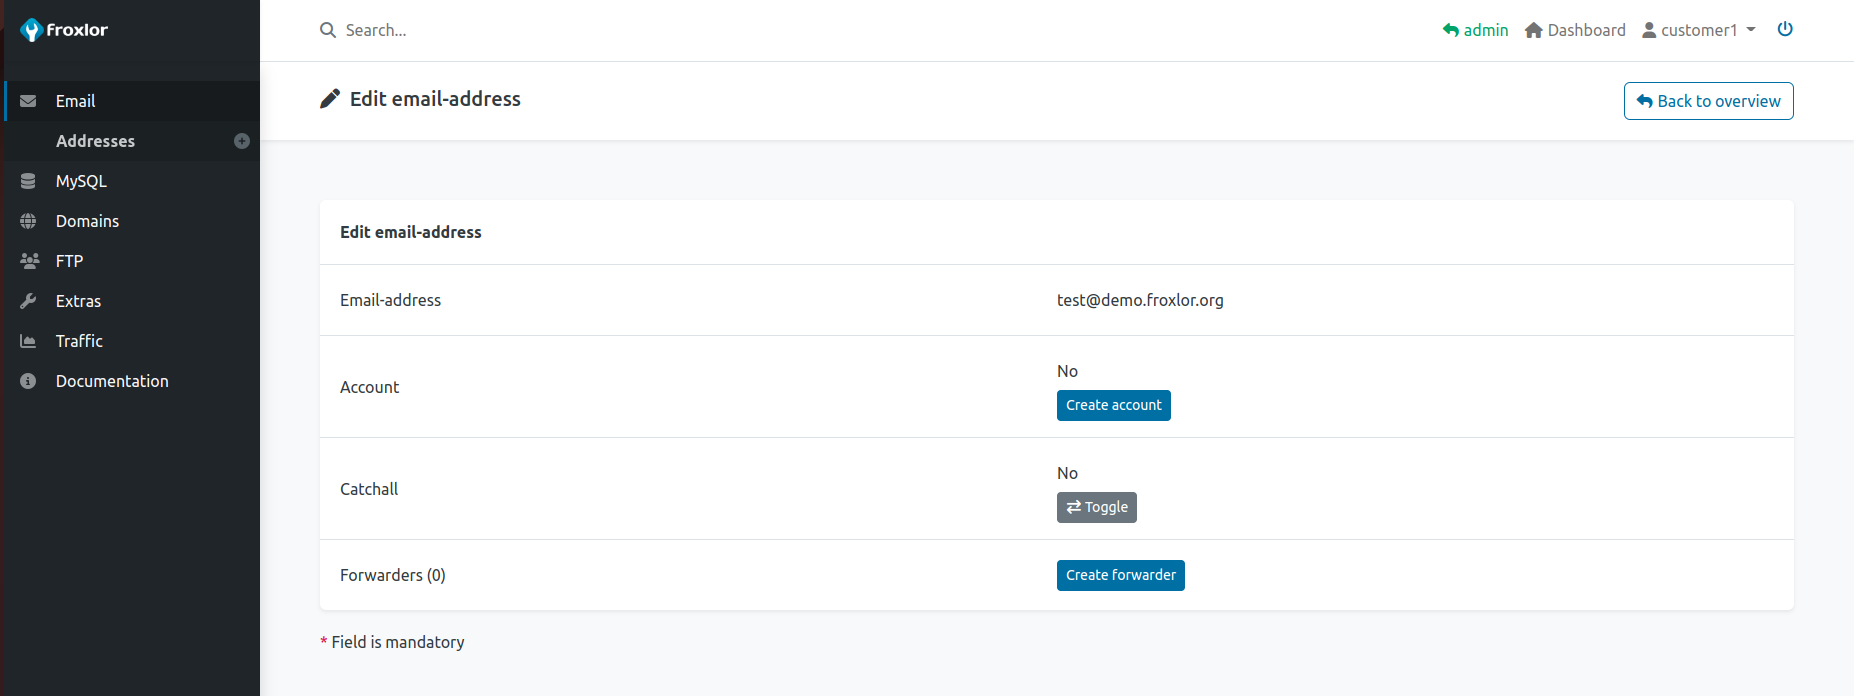 froxlor
Search...
admin
Dashboard
customer1
Email
Addresses
MySQL
Domains
FTP
Extras
Traffic
Documentation
Edit email-address
Back to overview
Edit email-address
Email-address
test@demo.froxlor.org
Account
No
Create account
Catchall
No
Toggle
Forwarders (0)
Create forwarder
* Field is mandatory